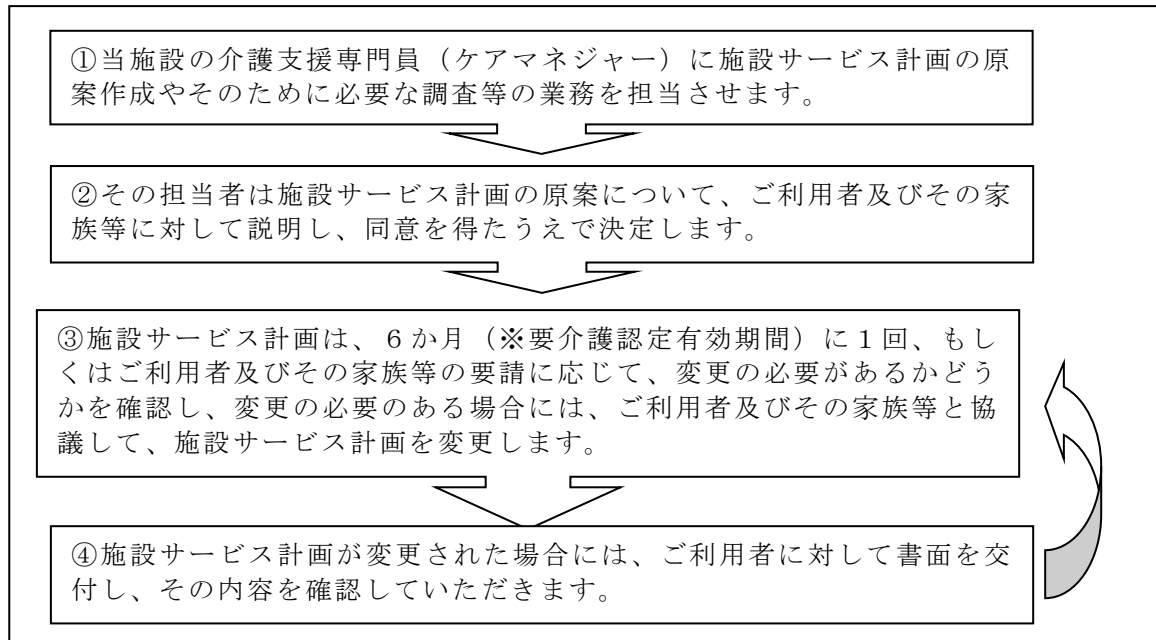 ①当施設の介護支援専門員（ケアマネジャー）に施設サービス計画の原
案作成やそのために必要な調査等の業務を担当させます。
②その担当者は施設サービス計画の原案について、ご利用者及びその家
族等に対して説明し、同意を得たうえで決定します。
③施設サービス計画は、６か月（※要介護認定有効期間）に１回、もし
くはご利用者及びその家族等の要請に応じて、変更の必要があるかどう
かを確認し、変更の必要のある場合には、ご利用者及びその家族等と協
議して、施設サービス計画を変更します。
④施設サービス計画が変更された場合には、ご利用者に対して書面を交
付し、その内容を確認していただきます。